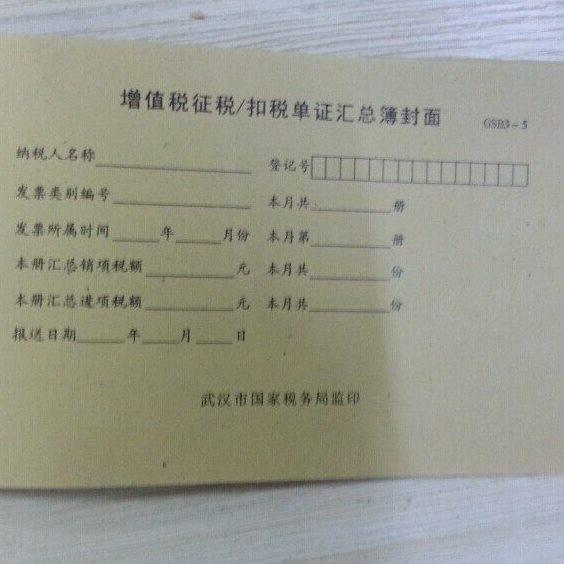 增值税征税/扣税单证汇总簿封面 GSB3-5
纳税人名称 登记号
发票类别编号 本月共 册
发票所属时间 年 月份 本月第 册
本册汇总销项税额 元 本月共 份
本册汇总进项税额 元 本月共 份
报送日期 年 月 日
武汉市国家税务局监印